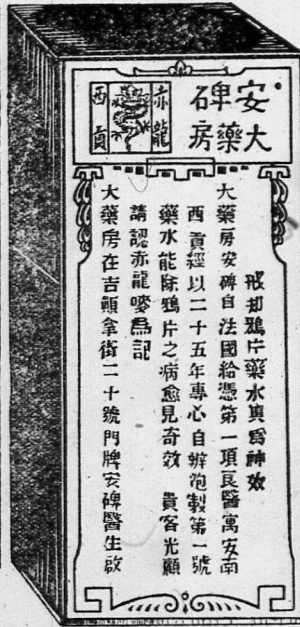 安大
碑藥
房
赤龍
西貢
戒却鴉片藥水異為神效
大藥房安碑自法國給憑第一項良醫寓安南
西貢經以二十五年專心自辦泡製第一號
藥水能除鴉片之病愈見奇效 貴客光顧
請認赤龍嘜爲記
大藥房在吉顛拿街二十號門牌安碑醫生啟